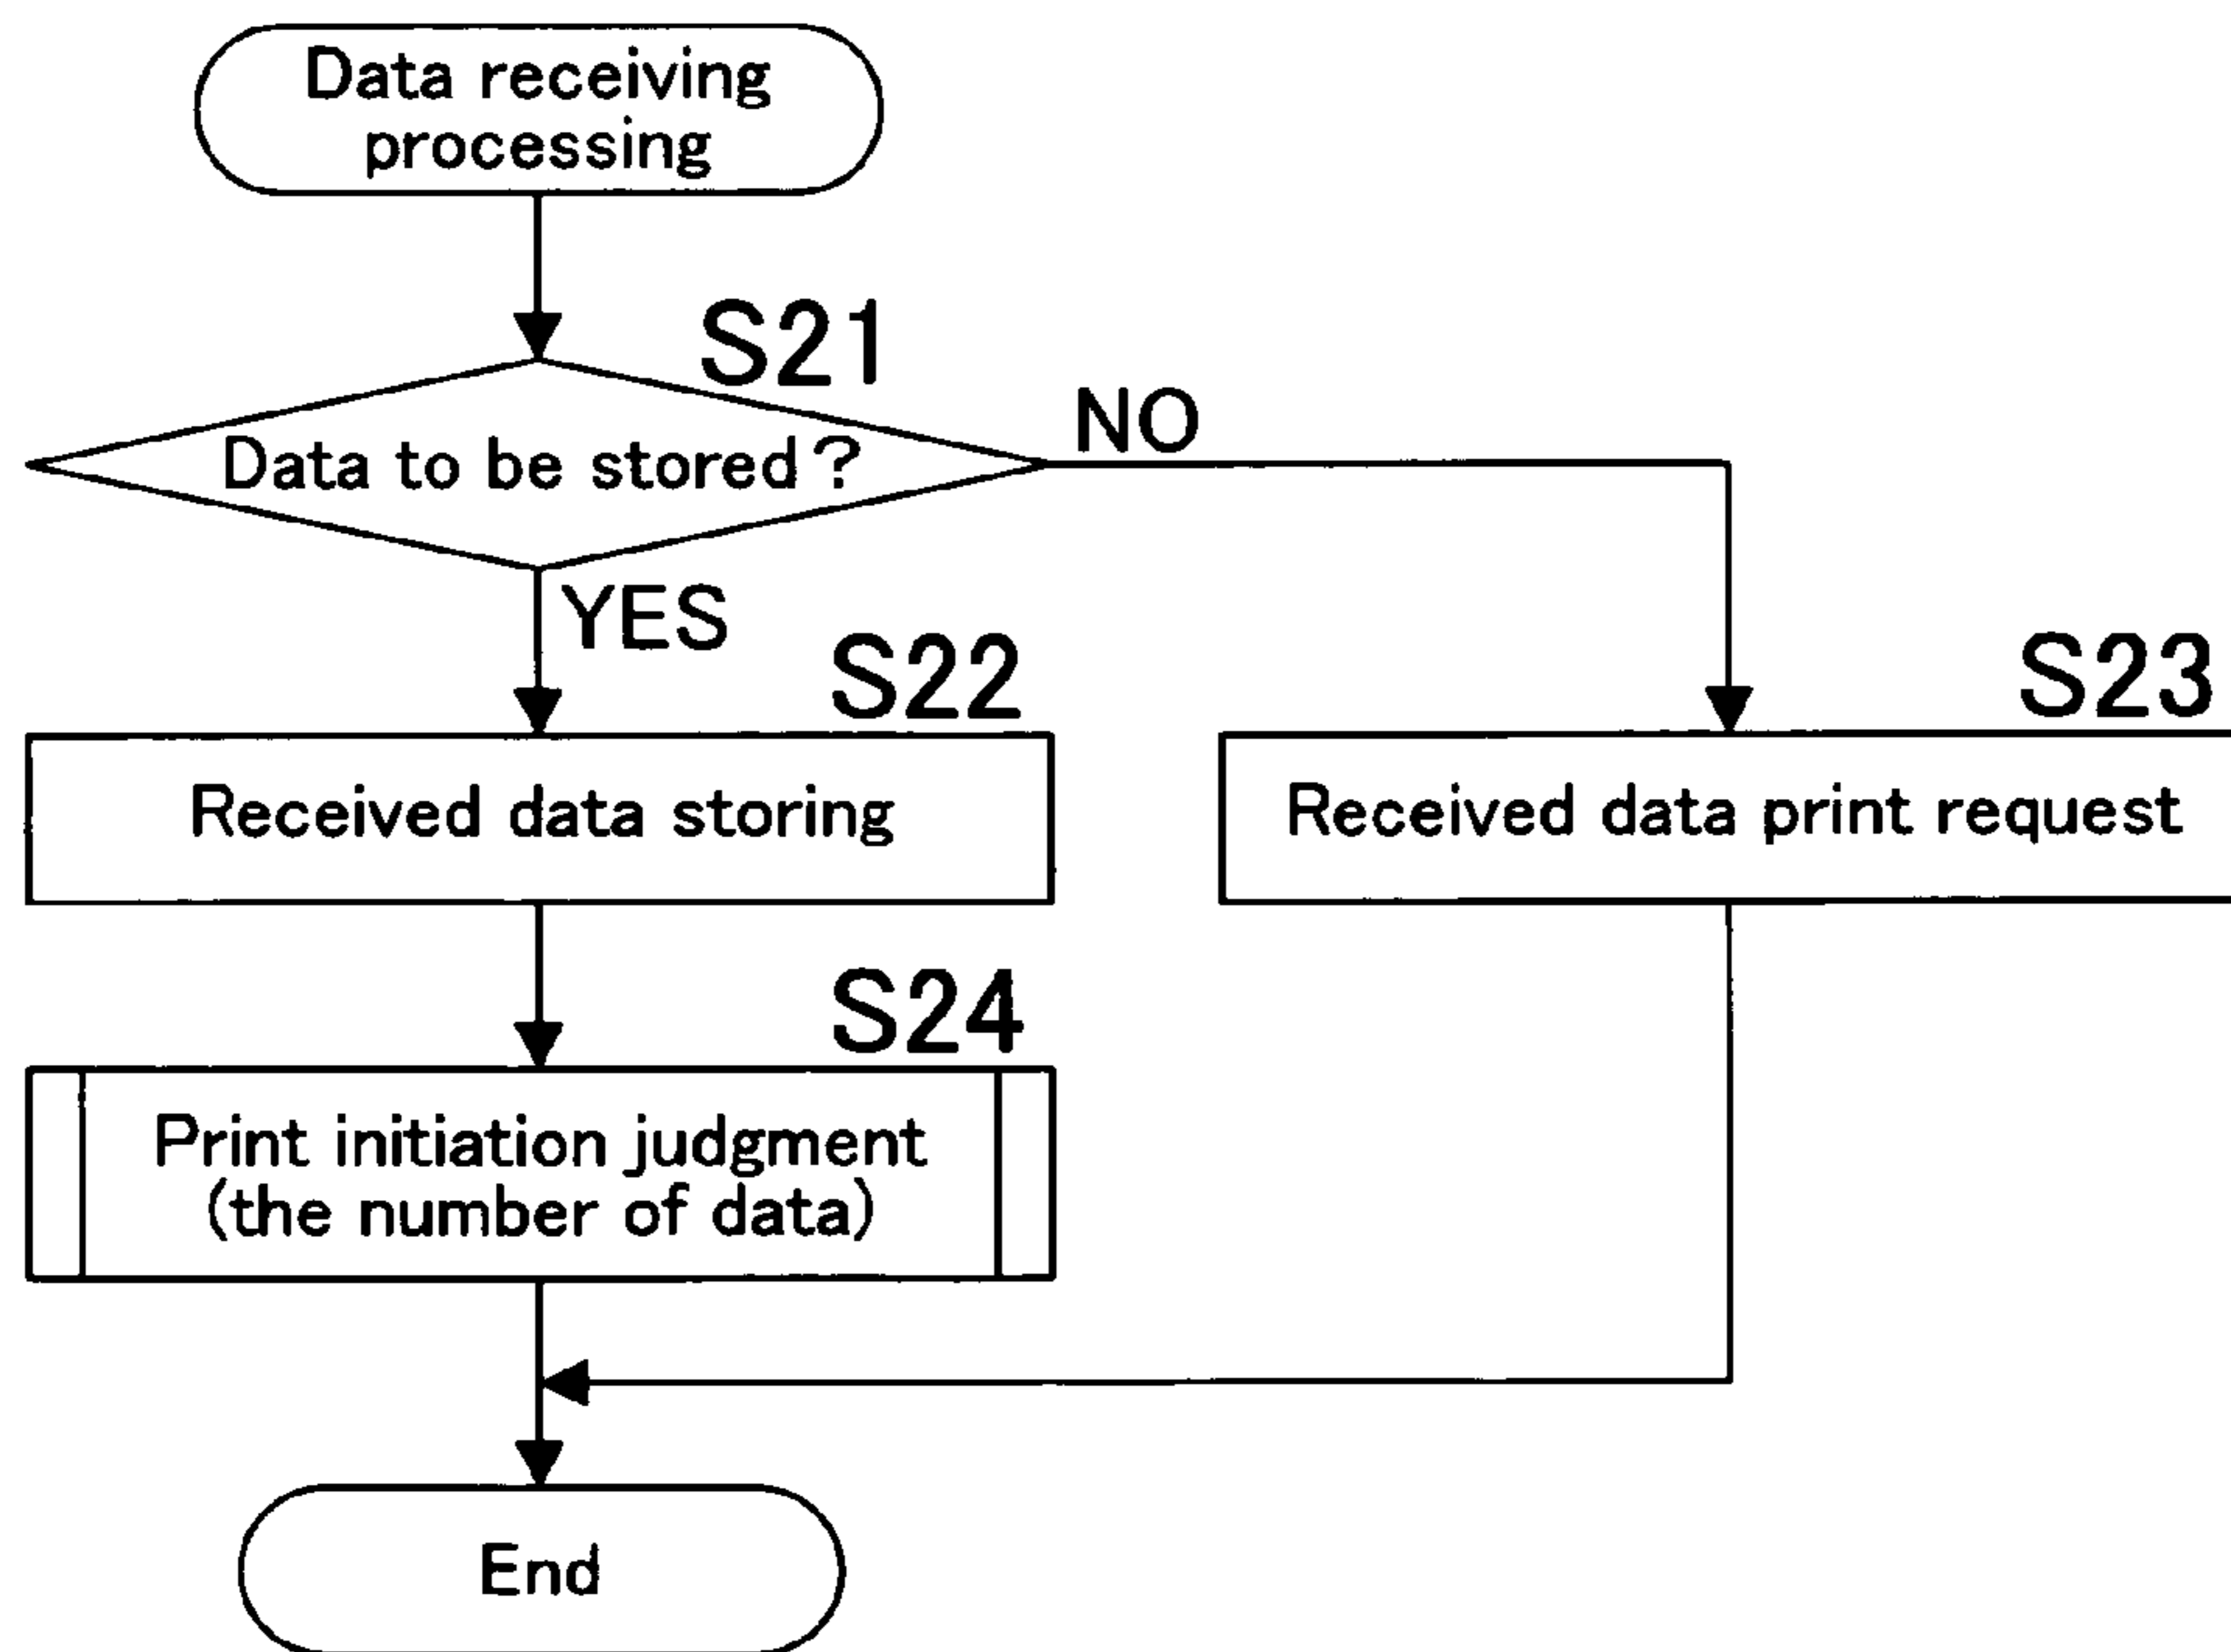 Data receiving
processing
S21
Data to be stored?
NO
YES
S22
Received data storing
S23
Received data print request
S24
Print initiation judgment
(the number of data)
End